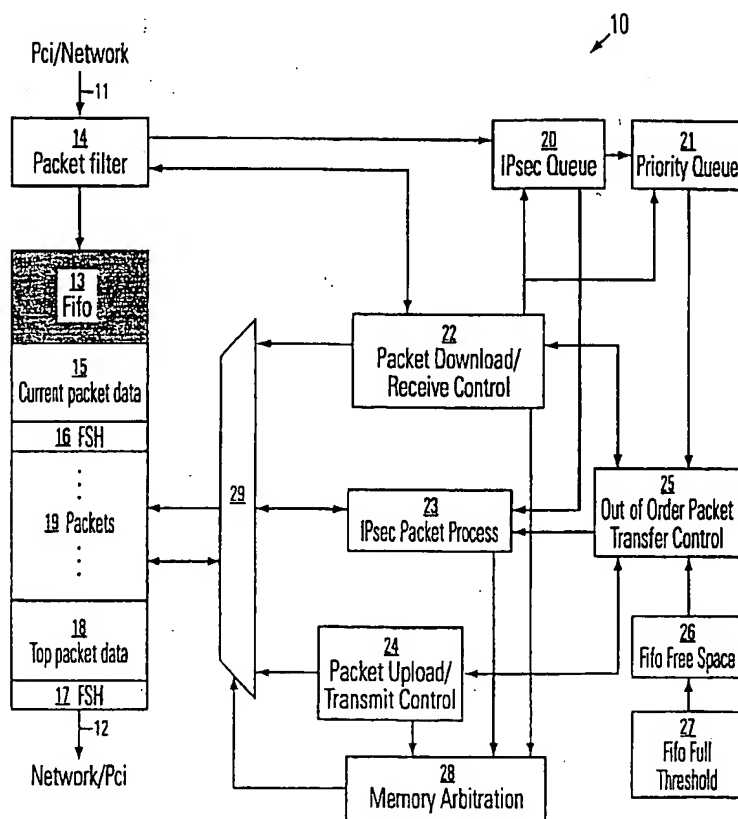 10
Pci/Network
11
14
Packet filter
20
IPsec Queue
21
Priority Queue
13
Fifo
22
Packet Download/
Receive Control
15
Current packet data
16 FSH
29
19 Packets
23
IPsec Packet Process
25
Out of Order Packet
Transfer Control
18
Top packet data
24
Packet Upload/
Transmit Control
26
Fifo Free Space
17 FSH
12
27
Fifo Full
Threshold
Network/Pci
28
Memory Arbitration